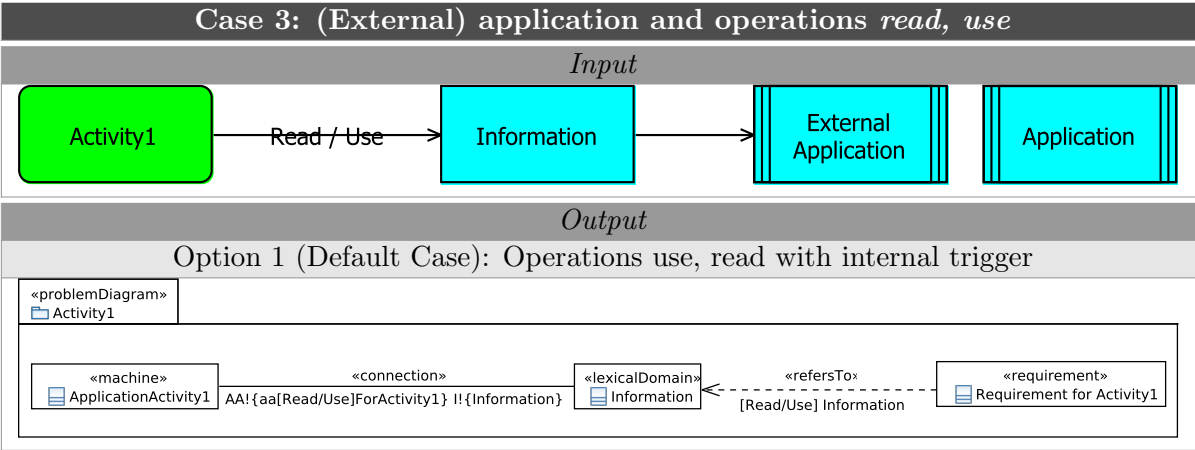 Case 3: (External) application and operations read, use
Input
Activity1
Read / Use
Information
External
Application
Application
Output
Option 1 (Default Case): Operations use, read with internal trigger
«problemDiagram»
Activity1
«machine»
ApplicationActivity1
«connection»
AA!{aa[Read/Use]ForActivity1} I!{Information}
«lexicalDomain»
Information
«refersTo»
[Read/Use] Information
«requirement»
Requirement for Activity1